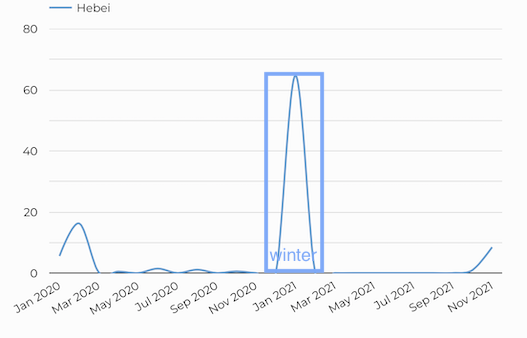 Hebei
80
60
40
20
0
winter
Jan 2020
Mar 2020
May 2020
Jul 2020
Sep 2020
Nov 2020
Jan 2021
Mar 2021
May 2021
Jul 2021
Sep 2021
Nov 2021